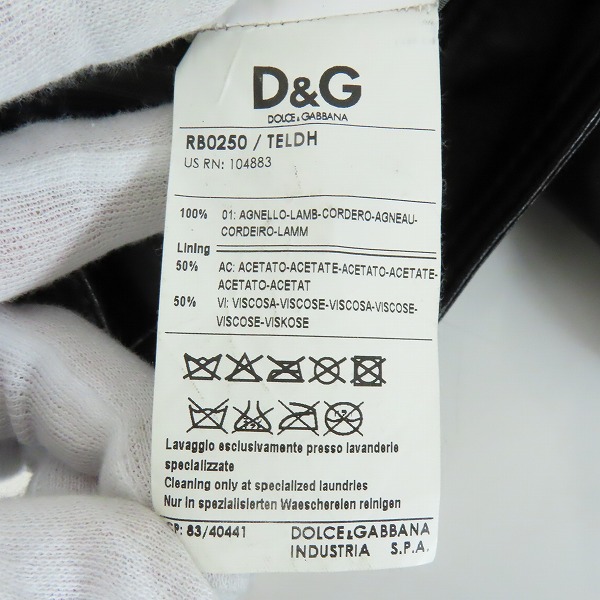 D&G
DOLCE&GABBANA
RB0250 / TELDH
US RN: 104883
100% 01: AGNELLO-LAMB-CORDERO-AGNEAU-
CORDEIRO-LAMM
Lining
50% AC: ACETATO-ACETATE-ACETATO-ACETATE-
ACETATO-ACETAT
50% VI: VISCOSA-VISCOSE-VISCOSA-VISCOSE-
VISCOSE-VISKOSE
Lavaggio esclusivamente presso lavanderie
specializzate
Cleaning only at specialized laundries
Nur in spezialisierten Waeschereien reinigen
CP: 83/40441 DOLCE&GABBANA
INDUSTRIA S.P.A.